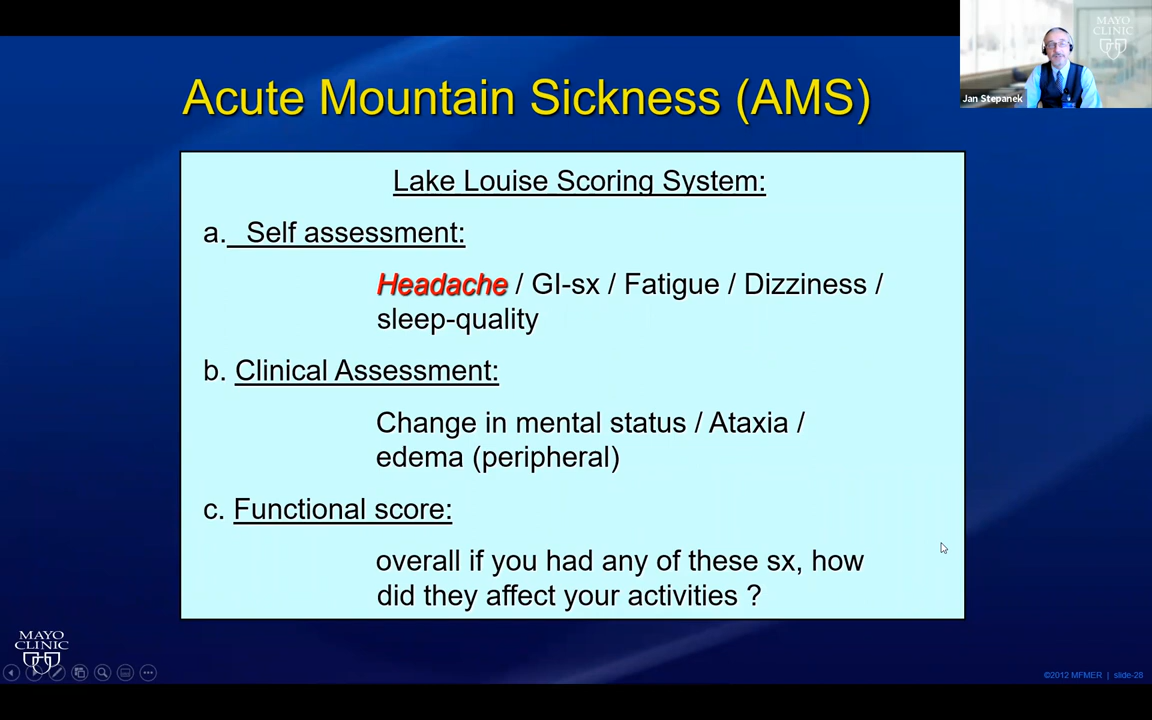 MAYO
CLINIC
Jan Stepanek
Acute Mountain Sickness (AMS)
Lake Louise Scoring System:
a. Self assessment:
Headache / GI-sx / Fatigue / Dizziness /
sleep-quality
b. Clinical Assessment:
Change in mental status / Ataxia /
edema (peripheral)
c. Functional score:
overall if you had any of these sx, how
did they affect your activities ?
MAYO
CLINIC
©2012 MFMER | slide-28